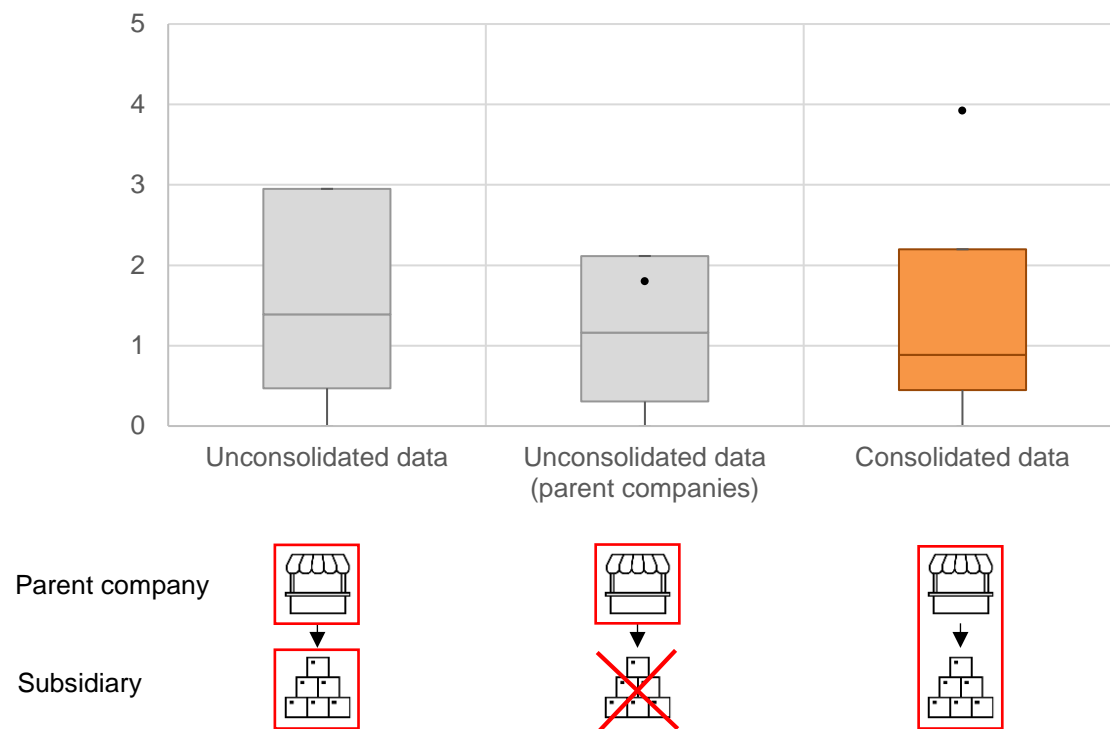 5
4
3
2
1
0
Unconsolidated data
Unconsolidated data
(parent companies)
Consolidated data
Parent company
Subsidiary